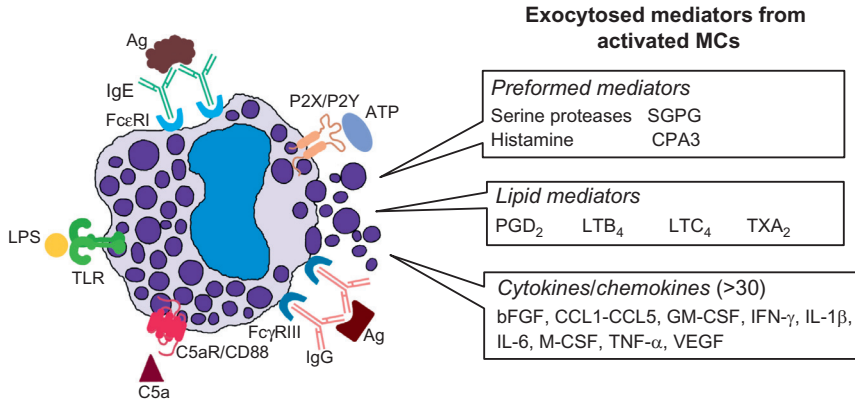 Exocytosed mediators from
activated MCs
Ag
IgE
FcεRI
P2X/P2Y
ATP
LPS
TLR
C5aR/CD88
C5a
FcγRIII
IgG
Ag
Preformed mediators
Serine proteases SGPG
Histamine CPA3
Lipid mediators
PGD₂ LTB₄ LTC₄ TXA₂
Cytokines/chemokines (>30)
bFGF, CCL1-CCL5, GM-CSF, IFN-γ, IL-1β,
IL-6, M-CSF, TNF-α, VEGF